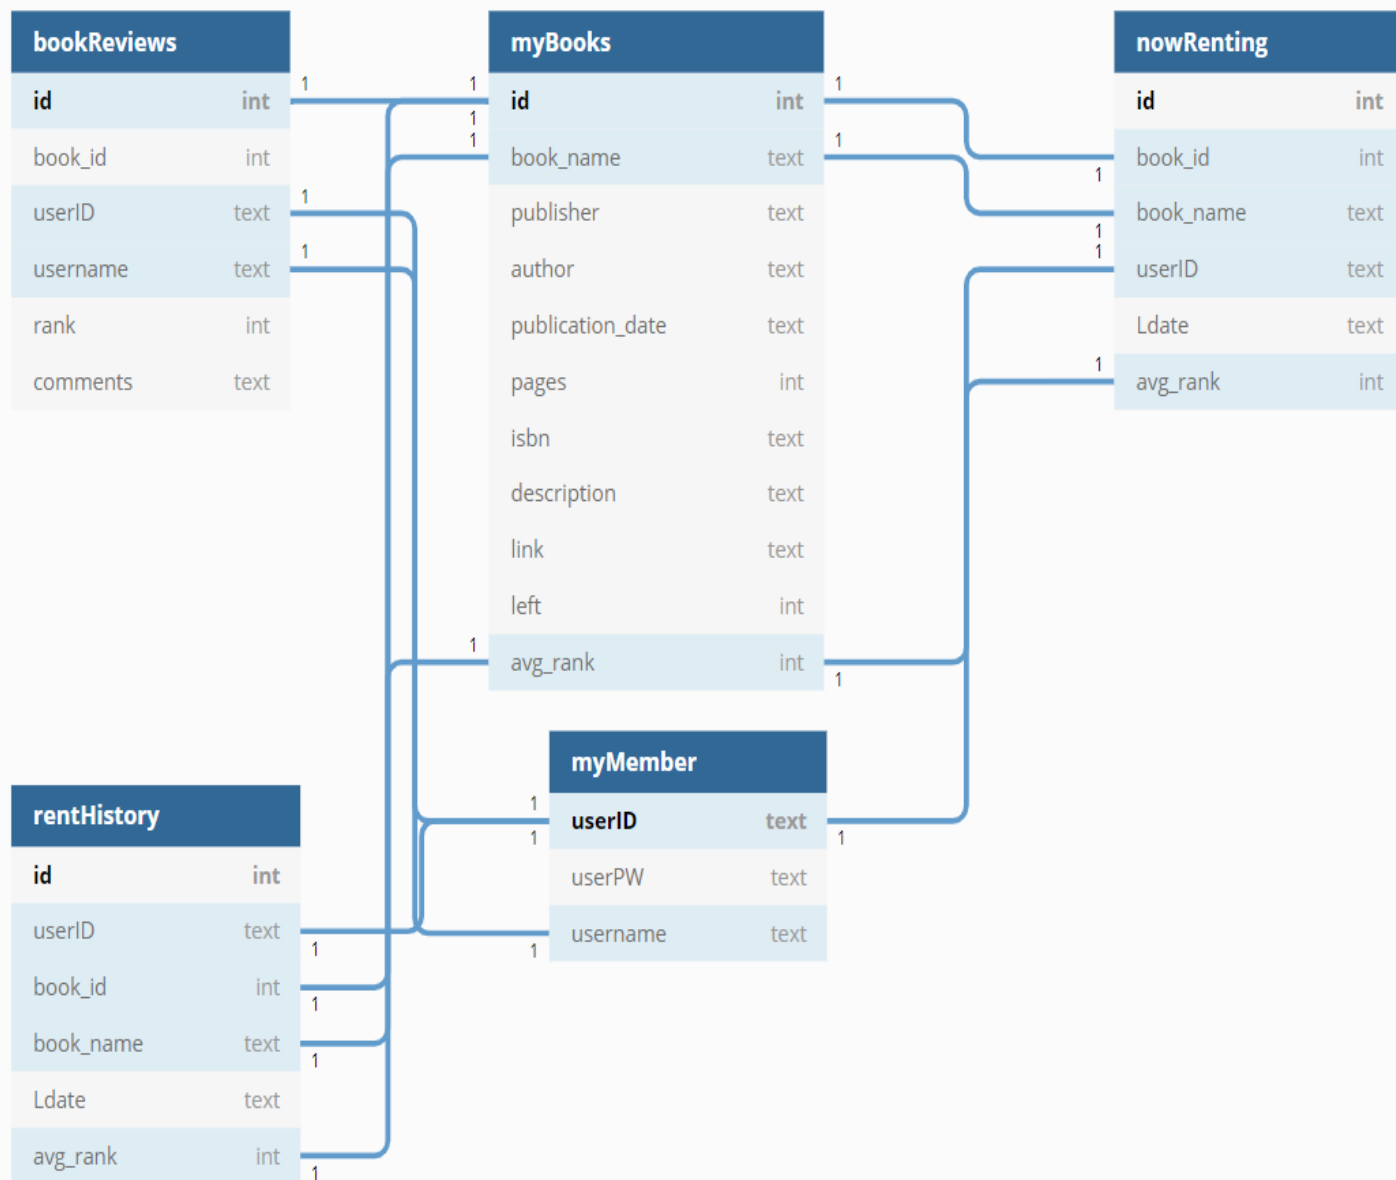 bookReviews
1
id int
book_id int
1
userID text
1
username text
rank int
comments text
myBooks
1
1
id int
1
1
1
book_name text
publisher text
author text
publication_date text
pages int
isbn text
description text
link text
left int
1
avg_rank int
1
nowRenting
id int
book_id int
1
book_name text
1
1
userID text
Ldate text
1
avg_rank int
myMember
1
userID text
1
1
userPW text
username text
1
rentHistory
id int
userID text
1
book_id int
1
book_name text
1
Ldate text
avg_rank int
1